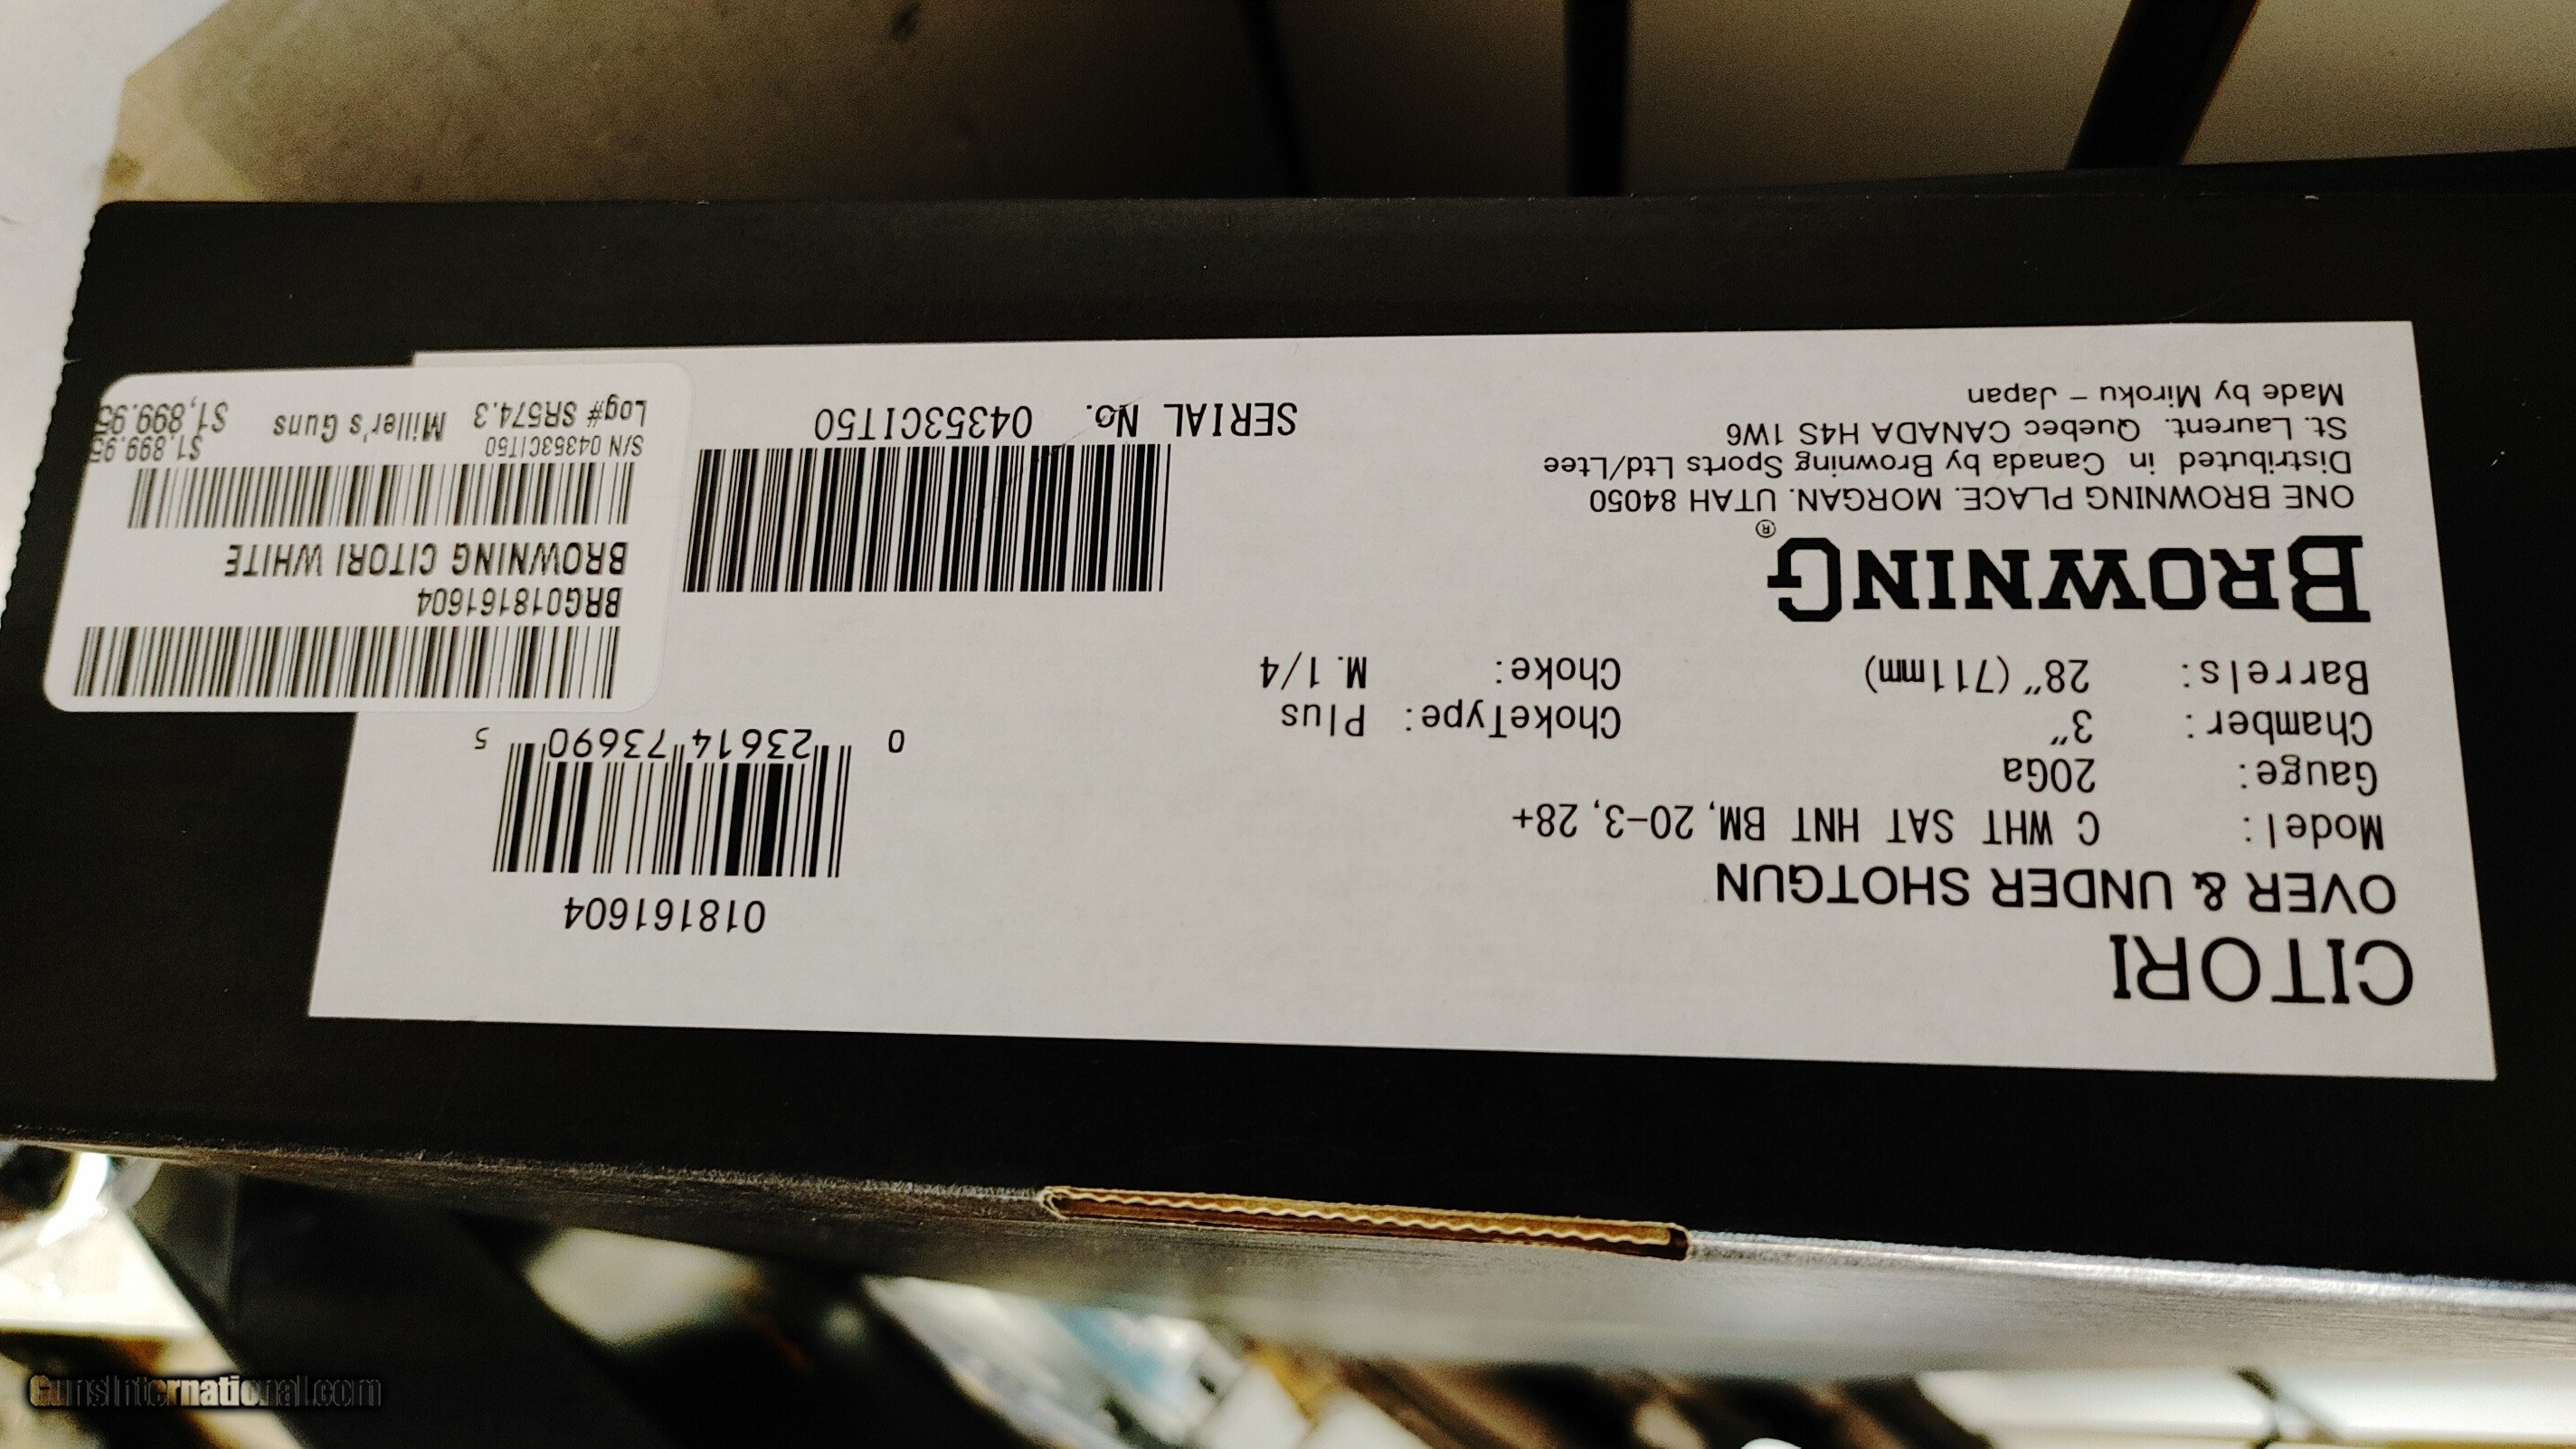 CITORI
OVER & UNDER SHOTGUN
Model: C WHT SAT HNT BM, 20-3, 28+
Gauge: 20Ga
Chamber: 3" ChokeType: Plus
Barrels: 28" (711mm) Choke: M. 1/4
BROWNING®
ONE BROWNING PLACE. MORGAN. UTAH 84050
Distributed in Canada by Browning Sports Ltd/Ltee
St. Laurent. Quebec CANADA H4S 1W6
Made by Miroku - Japan
018161604
0 23614 73690 5
SERIAL No. 04353CIT50
BRG018161604
BROWNING CITORI WHITE
S/N 04353CIT50 $1,899.95
Log# SR574.3 Miller's Guns $1,899.95
GunsInternational.com